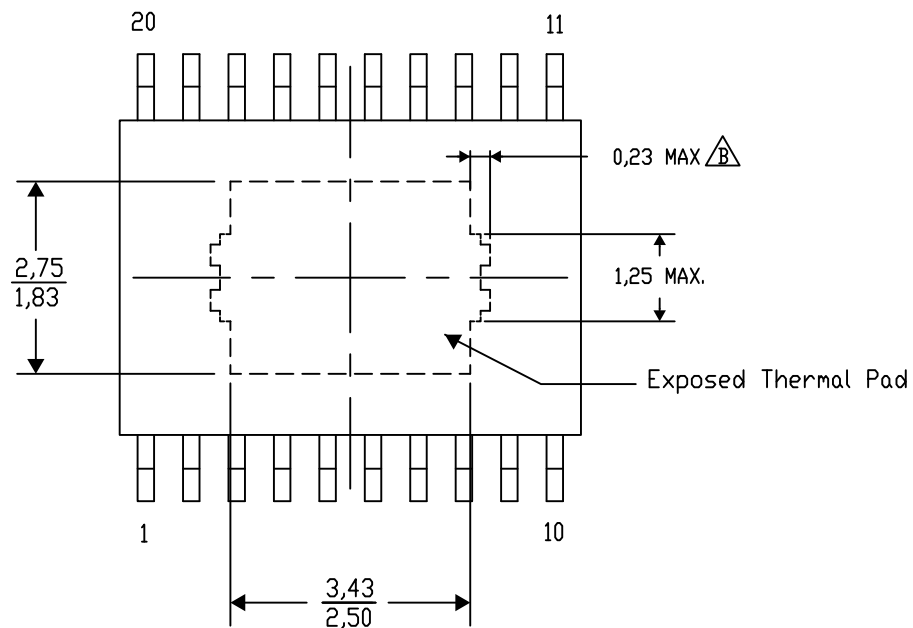 20
11
0,23 MAX B
2,75
1,83
1,25 MAX.
Exposed Thermal Pad
1
10
3,43
2,50